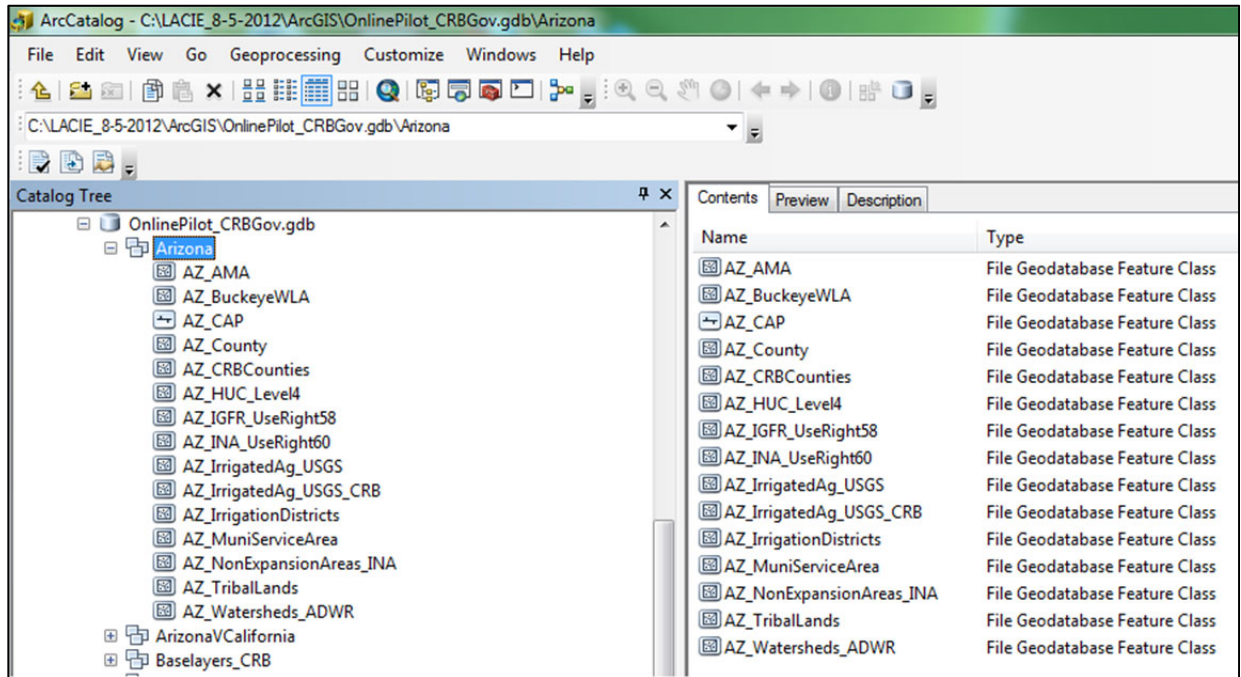 ArcCatalog - C:\LACIE_8-5-2012\ArcGIS\OnlinePilot_CRBGov.gdb\Arizona
File Edit View Go Geoprocessing Customize Windows Help
C:\LACIE_8-5-2012\ArcGIS\OnlinePilot_CRBGov.gdb\Arizona
Catalog Tree
OnlinePilot_CRBGov.gdb
Arizona
AZ_AMA
AZ_BuckeyeWLA
AZ_CAP
AZ_County
AZ_CRBCounties
AZ_HUC_Level4
AZ_IGFR_UseRight58
AZ_INA_UseRight60
AZ_IrrigatedAg_USGS
AZ_IrrigatedAg_USGS_CRB
AZ_IrrigationDistricts
AZ_MuniServiceArea
AZ_NonExpansionAreas_INA
AZ_TribalLands
AZ_Watersheds_ADWR
ArizonaVCalifornia
Baselayers_CRB
Contents Preview Description
Name Type
AZ_AMA File Geodatabase Feature Class
AZ_BuckeyeWLA File Geodatabase Feature Class
AZ_CAP File Geodatabase Feature Class
AZ_County File Geodatabase Feature Class
AZ_CRBCounties File Geodatabase Feature Class
AZ_HUC_Level4 File Geodatabase Feature Class
AZ_IGFR_UseRight58 File Geodatabase Feature Class
AZ_INA_UseRight60 File Geodatabase Feature Class
AZ_IrrigatedAg_USGS File Geodatabase Feature Class
AZ_IrrigatedAg_USGS_CRB File Geodatabase Feature Class
AZ_IrrigationDistricts File Geodatabase Feature Class
AZ_MuniServiceArea File Geodatabase Feature Class
AZ_NonExpansionAreas_INA File Geodatabase Feature Class
AZ_TribalLands File Geodatabase Feature Class
AZ_Watersheds_ADWR File Geodatabase Feature Class